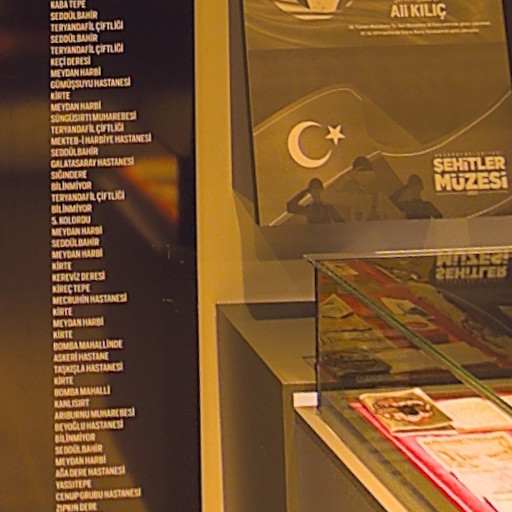 KABA TEPE
SEDDÜLBAHİR
TERYANDAFİL ÇİFTLİĞİ
SEDDÜLBAHİR
TERYANDAFİL ÇİFTLİĞİ
KEÇİ DERESİ
MEYDAN HARBİ
GÜMÜŞSUYU HASTANESİ
KİRTE
MEYDAN HARBİ
SÜNGÜSIRTI MUHAREBESİ
TERYANDAFİL ÇİFTLİĞİ
MEKTEB-İ HARBİYE HASTANESİ
SEDDÜLBAHİR
GALATASARAY HASTANESİ
SIĞINDERE
BİLİNMİYOR
TERYANDAFİL ÇİFTLİĞİ
BİLİNMİYOR
5. KOLORDU
MEYDAN HARBİ
SEDDÜLBAHİR
MEYDAN HARBİ
KİRTE
KEREVİZ DERESİ
KİREÇ TEPE
MECRUHİN HASTANESİ
KİRTE
MEYDAN HARBİ
KİRTE
BOMBA MAHALLİNDE
ASKERİ HASTANE
TAŞKIŞLA HASTANESİ
KİRTE
BOMBA MAHALLİ
KANLISIRT
ARIBURNU MUHAREBESİ
BEYOĞLU HASTANESİ
BİLİNMİYOR
SEDDÜLBAHİR
MEYDAN HARBİ
AĞA DERE HASTANESİ
YASSITEPE
CENUP GRUBU HASTANESİ
ZIPKIN DERE
Ali KILIÇ
ŞEHİTLER
MÜZESİ